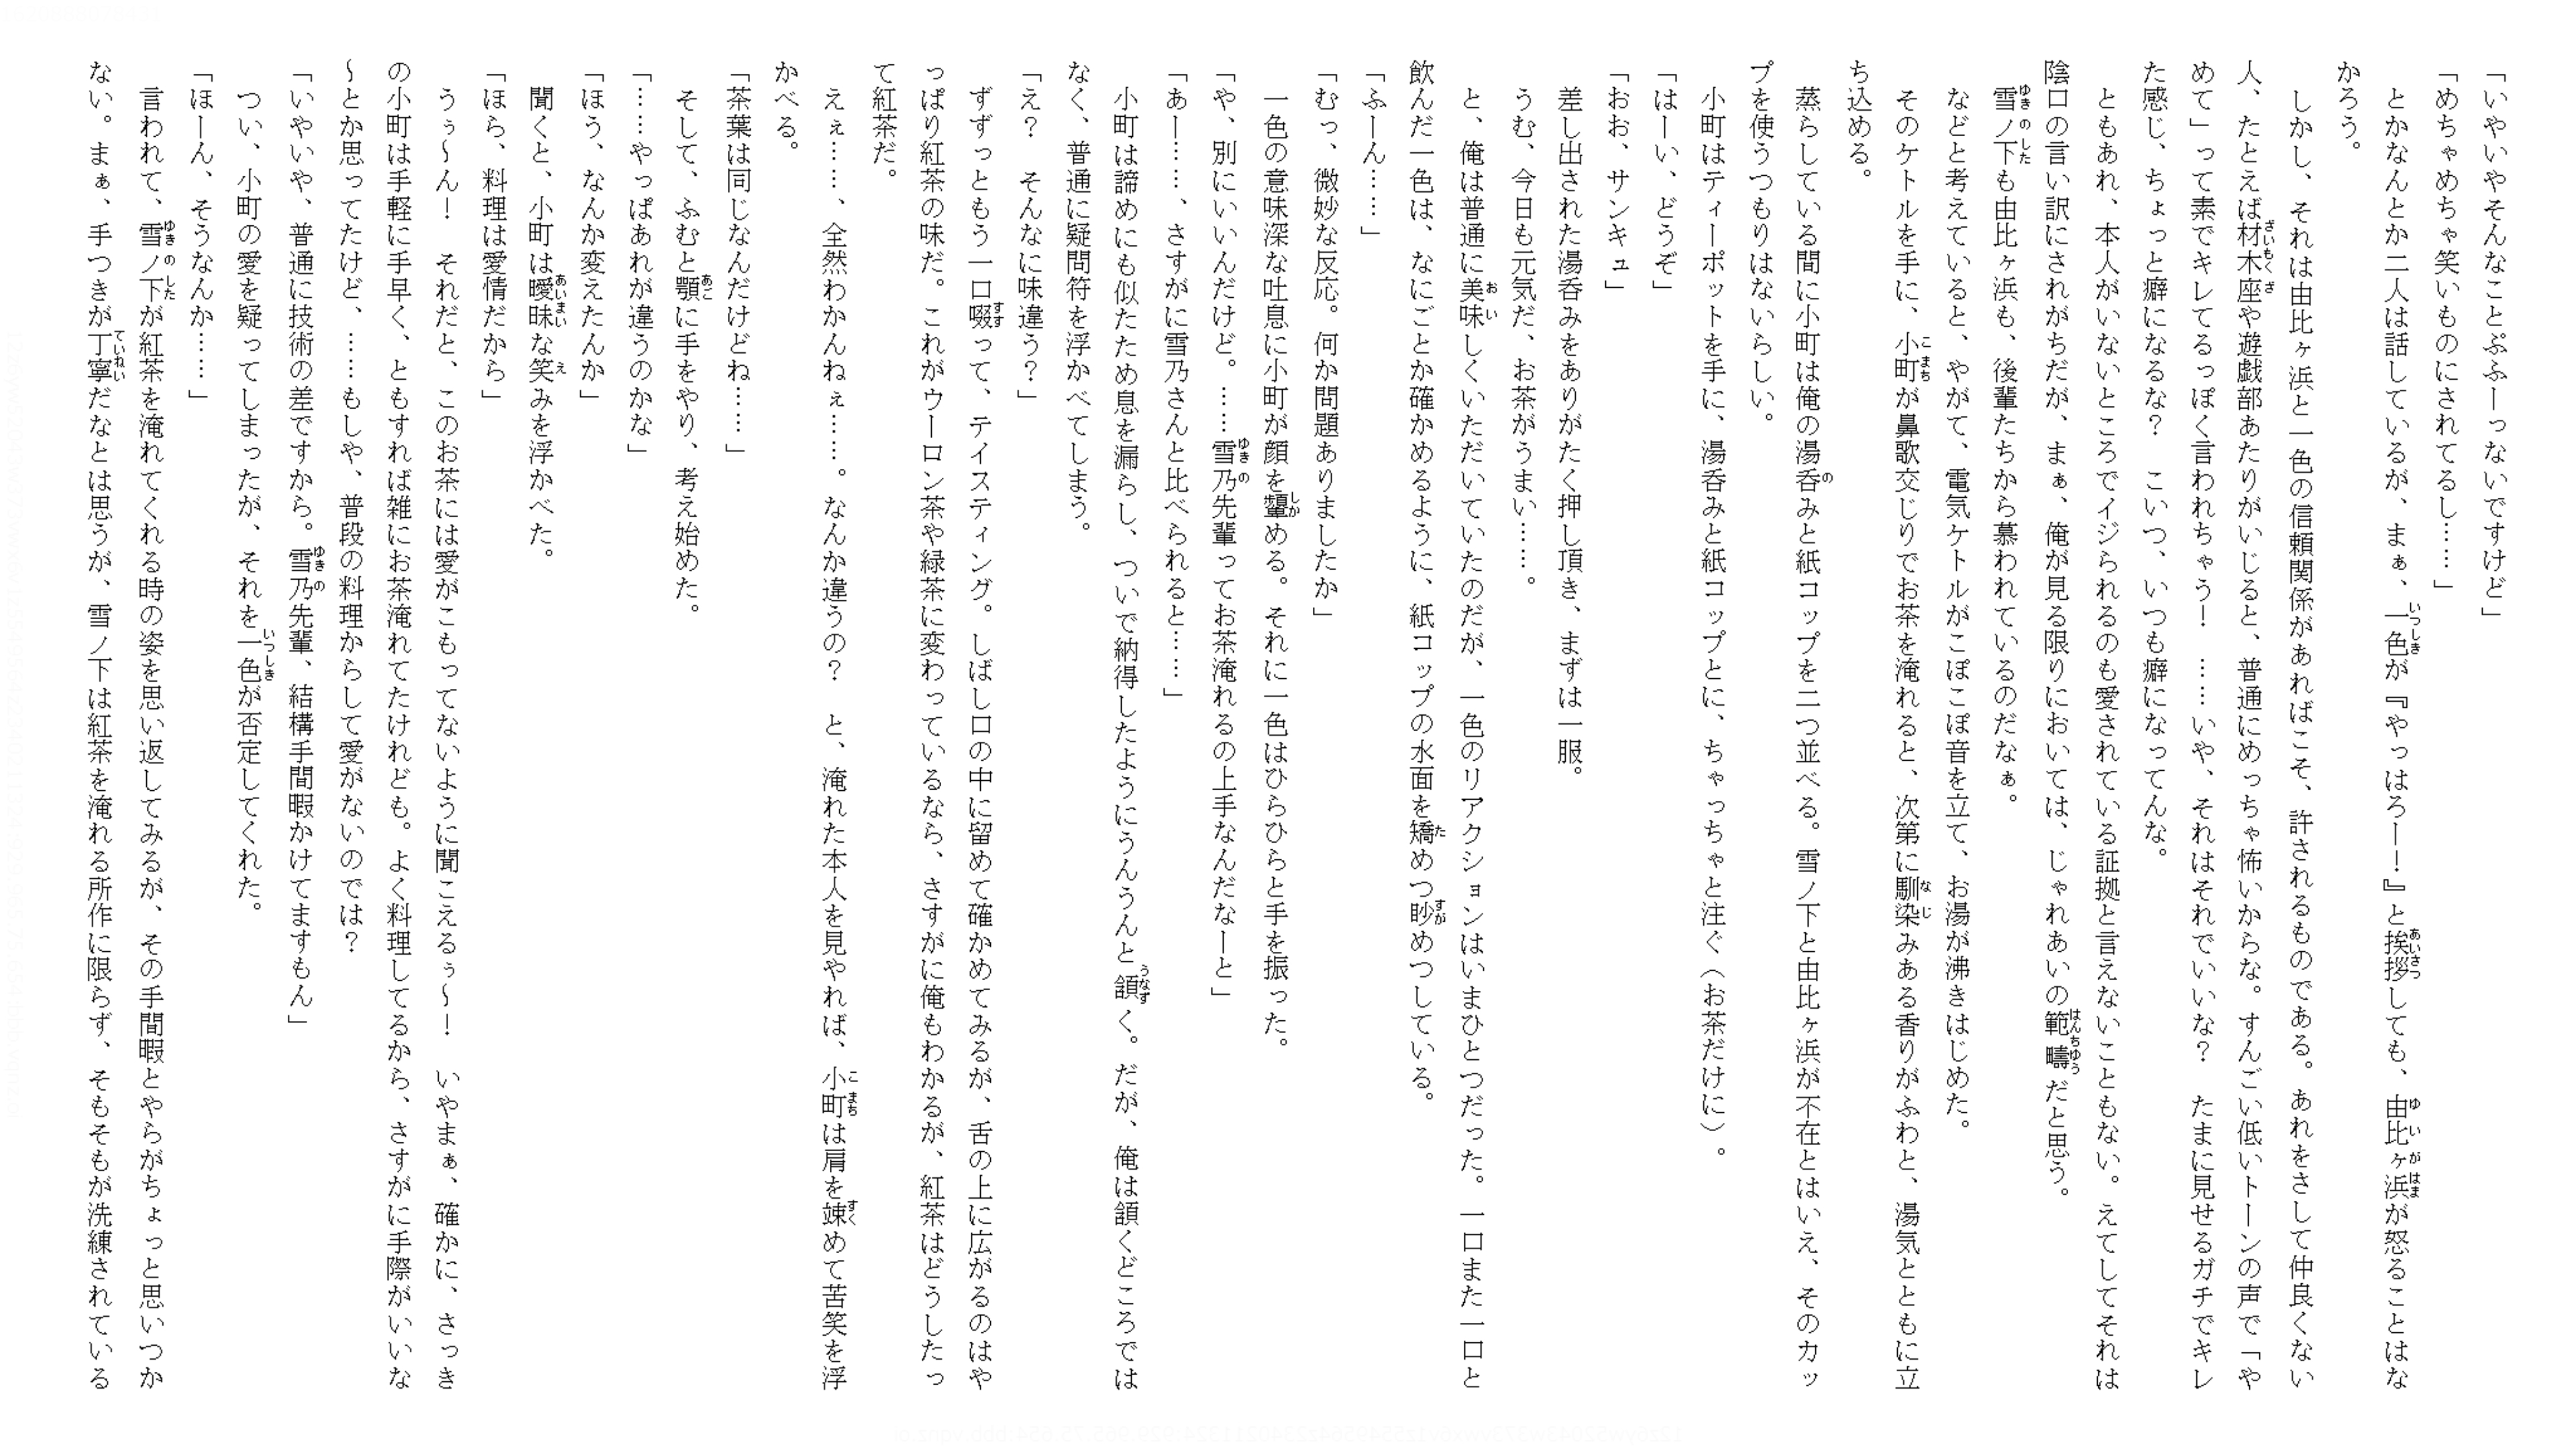 「いやいやそんなことぷふーっないですけど」
「めちゃめちゃ笑いものにされてるし……」
　とかなんとか二人は話しているが、まぁ、一色が『やっはろー！』と挨拶しても、由比ヶ浜が怒ることはな
かろう。
　しかし、それは由比ヶ浜と一色の信頼関係があればこそ、許されるものである。あれをさして仲良くない
人、たとえば材木座や遊戯部あたりがいじると、普通にめっちゃ怖いからな。すんごい低いトーンの声で「や
めて」って素でキレてるっぽく言われちゃう！　……いや、それはそれでいいな？　たまに見せるガチでキレ
た感じ、ちょっと癖になるな？　こいつ、いつも癖になってんな。
　ともあれ、本人がいないところでイジられるのも愛されている証拠と言えないこともない。えてしてそれは
陰口の言い訳にされがちだが、まぁ、俺が見る限りにおいては、じゃれあいの範疇だと思う。
　雪ノ下も由比ヶ浜も、後輩たちから慕われているのだなぁ。
　などと考えていると、やがて、電気ケトルがこぽこぽ音を立て、お湯が沸きはじめた。
　そのケトルを手に、小町が鼻歌交じりでお茶を淹れると、次第に馴染みある香りがふわと、湯気とともに立
ち込める。
　蒸らしている間に小町は俺の湯呑みと紙コップを二つ並べる。雪ノ下と由比ヶ浜が不在とはいえ、そのカッ
プを使うつもりはないらしい。
　小町はティーポットを手に、湯呑みと紙コップとに、ちゃっちゃと注ぐ（お茶だけに）。
「はーい、どうぞ」
「おお、サンキュ」
　差し出された湯呑みをありがたく押し頂き、まずは一服。
　うむ、今日も元気だ、お茶がうまい……。
　と、俺は普通に美味しくいただいていたのだが、一色のリアクションはいまひとつだった。一口また一口と
飲んだ一色は、なにごとか確かめるように、紙コップの水面を矯めつ眇めつしている。
「ふーん……」
「むっ、微妙な反応。何か問題ありましたか」
　一色の意味深な吐息に小町が顔を顰める。それに一色はひらひらと手を振った。
「や、別にいいんだけど。……雪乃先輩ってお茶淹れるの上手なんだなーと」
「あー……、さすがに雪乃さんと比べられると……」
　小町は諦めにも似たため息を漏らし、ついで納得したようにうんうんと頷く。だが、俺は頷くどころでは
なく、普通に疑問符を浮かべてしまう。
「え？　そんなに味違う？」
　ずずっともう一口啜って、テイスティング。しばし口の中に留めて確かめてみるが、舌の上に広がるのはや
っぱり紅茶の味だ。これがウーロン茶や緑茶に変わっているなら、さすがに俺もわかるが、紅茶はどうしたっ
て紅茶だ。
　えぇ……、全然わかんねぇ……。なんか違うの？　と、淹れた本人を見やれば、小町は肩を竦めて苦笑を浮
かべる。
「茶葉は同じなんだけどね……」
　そして、ふむと顎に手をやり、考え始めた。
「……やっぱあれが違うのかな」
「ほう、なんか変えたんか」
　聞くと、小町は曖昧な笑みを浮かべた。
「ほら、料理は愛情だから」
　うぅ〜ん！　それだと、このお茶には愛がこもってないように聞こえるぅ〜！　いやまぁ、確かに、さっき
の小町は手軽に手早く、ともすれば雑にお茶淹れてたけれども。よく料理してるから、さすがに手際がいいな
〜とか思ってたけど、……もしや、普段の料理からして愛がないのでは？
「いやいや、普通に技術の差ですから。雪乃先輩、結構手間暇かけてますもん」
　つい、小町の愛を疑ってしまったが、それを一色が否定してくれた。
「ほーん、そうなんか……」
　言われて、雪ノ下が紅茶を淹れてくれる時の姿を思い返してみるが、その手間暇とやらがちょっと思いつか
ない。まぁ、手つきが丁寧だなとは思うが、雪ノ下は紅茶を淹れる所作に限らず、そもそもが洗練されている